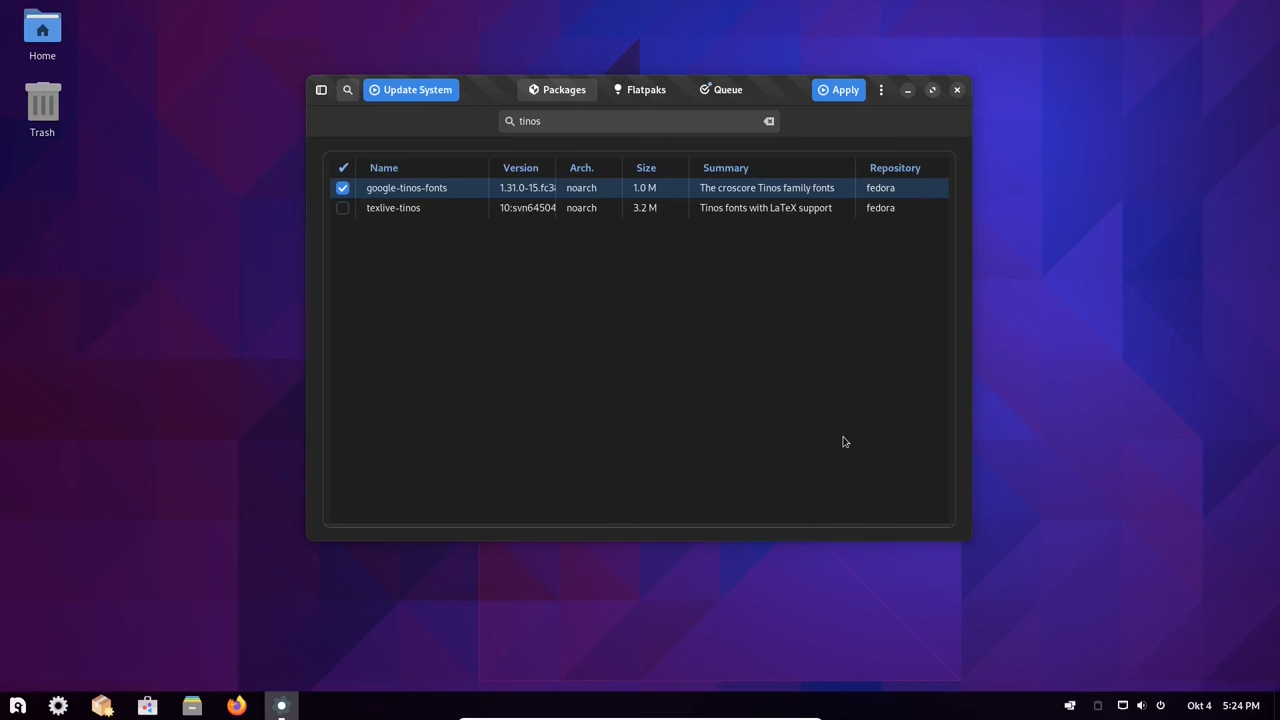 Home
Trash
Update System
Packages
Flatpaks
Queue
Apply
tinos
Name Version Arch. Size Summary Repository
google-tinos-fonts 1.31.0-15.fc38 noarch 1.0 M The croscore Tinos family fonts fedora
texlive-tinos 10:svn64504 noarch 3.2 M Tinos fonts with LaTeX support fedora
Okt 4 5:24 PM